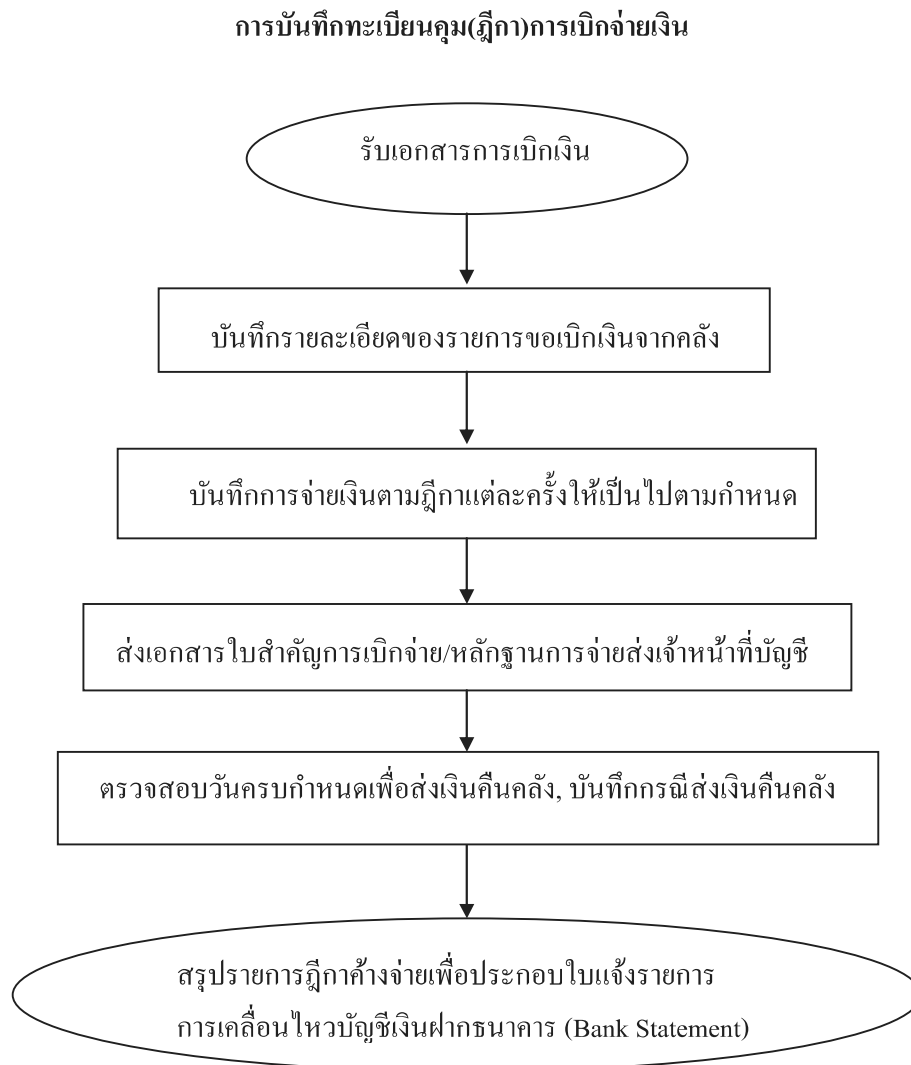 การบันทึกทะเบียนคุม(ฎีกา)การเบิกจ่ายเงิน
รับเอกสารการเบิกเงิน
บันทึกรายละเอียดของรายการขอเบิกเงินจากคลัง
บันทึกการจ่ายเงินตามฎีกาแต่ละครั้งให้เป็นไปตามกำหนด
ส่งเอกสารใบสำคัญการเบิกจ่าย/หลักฐานการจ่ายส่งเจ้าหน้าที่บัญชี
ตรวจสอบวันครบกำหนดเพื่อส่งเงินคืนคลัง, บันทึกกรณีส่งเงินคืนคลัง
สรุปรายการฎีกาค้างจ่ายเพื่อประกอบใบแจ้งรายการ
การเคลื่อนไหวบัญชีเงินฝากธนาคาร (Bank Statement)